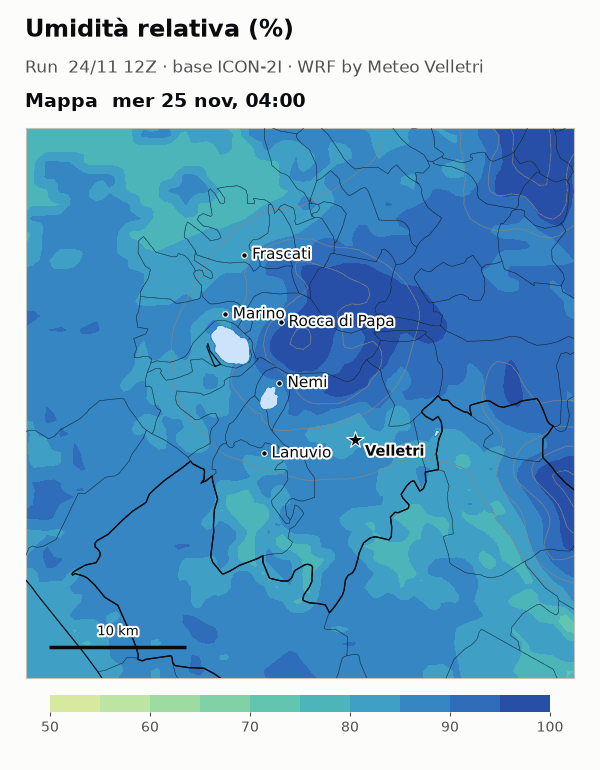 Umidità relativa (%)
Run 24/11 12Z · base ICON-2I · WRF by Meteo Velletri
Mappa mer 25 nov, 04:00
Frascati
Marino
Rocca di Papa
Nemi
Velletri
Lanuvio
10 km
50 60 70 80 90 100